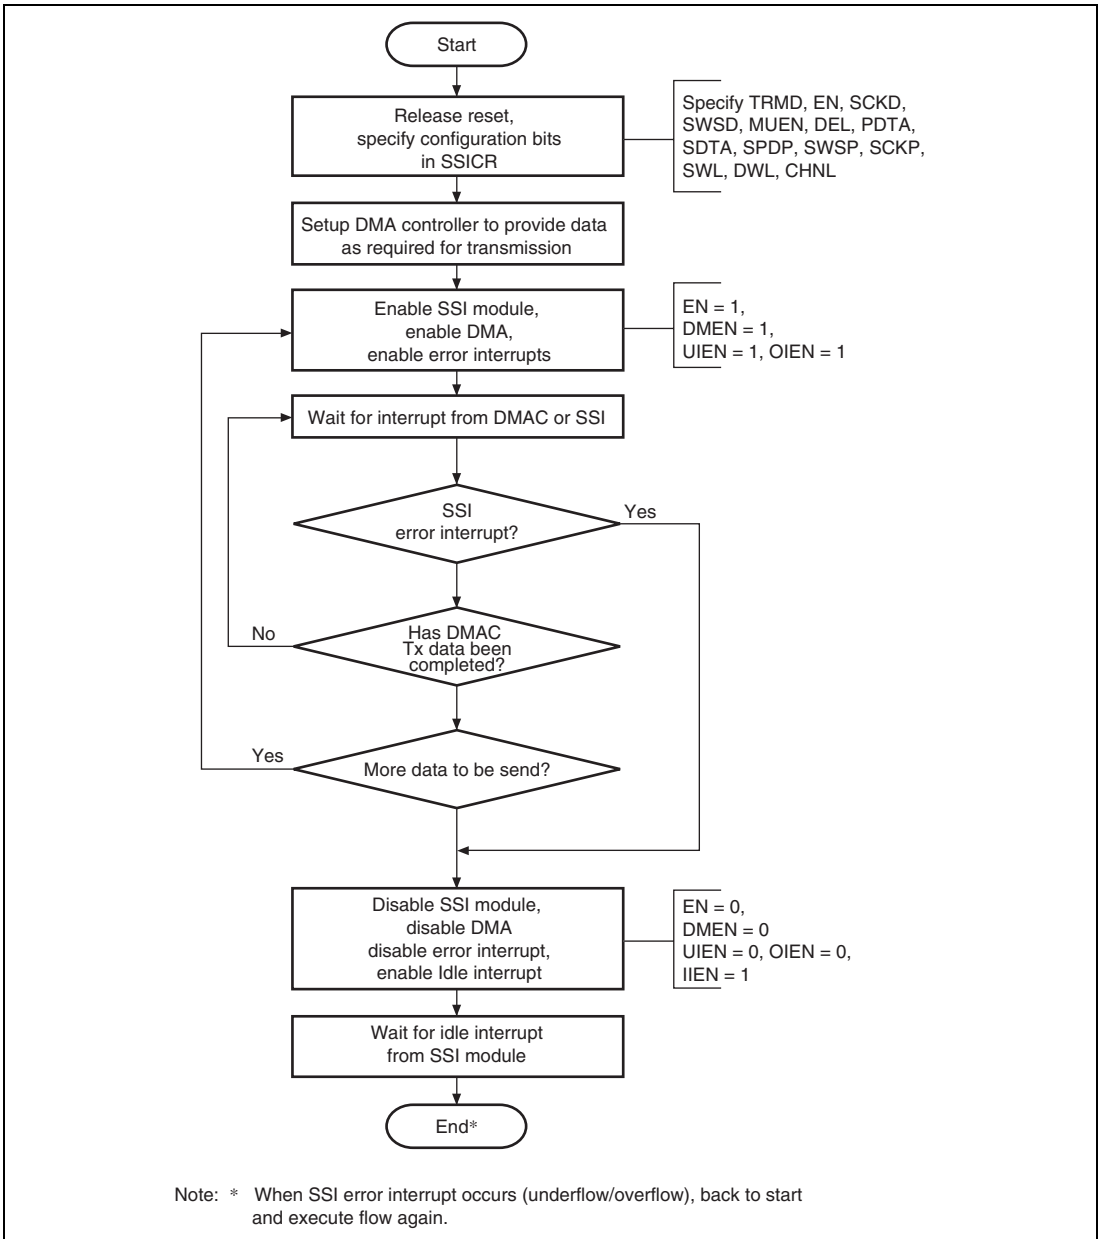 Start
Release reset,
specify configuration bits
in SSICR
Specify TRMD, EN, SCKD,
SWSD, MUEN, DEL, PDTA,
SDTA, SPDP, SWSP, SCKP,
SWL, DWL, CHNL
Setup DMA controller to provide data
as required for transmission
Enable SSI module,
enable DMA,
enable error interrupts
EN = 1,
DMEN = 1,
UIEN = 1, OIEN = 1
Wait for interrupt from DMAC or SSI
SSI
error interrupt?
Yes
Has DMAC
Tx data been
completed?
No
More data to be send?
Yes
Disable SSI module,
disable DMA
disable error interrupt,
enable Idle interrupt
EN = 0,
DMEN = 0
UIEN = 0, OIEN = 0,
IIEN = 1
Wait for idle interrupt
from SSI module
End*
Note: * When SSI error interrupt occurs (underflow/overflow), back to start
and execute flow again.